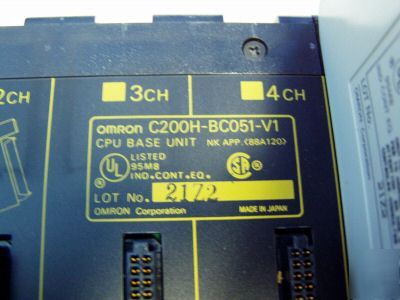 2CH
3CH
4CH
omron C200H-BC051-V1
CPU BASE UNIT NK APP.(88A120)
UL
LISTED
95M8
IND.CONT.EQ.
LOT No. 2172
OMRON Corporation MADE IN JAPAN